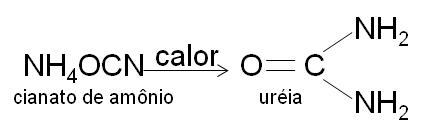 NH₂
NH₄OCN calor O=C
cianato de amônio uréia
NH₂